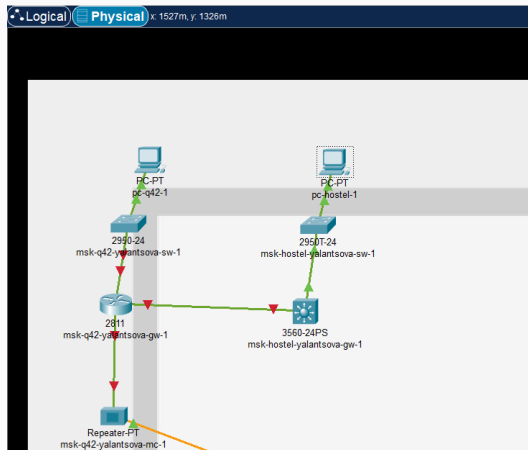 Logical Physical x: 1527m, y: 1326m
PC-PT
pc-q42-1
PC-PT
pc-hostel-1
2950-24
msk-q42-yalantsova-sw-1
2950T-24
msk-hostel-yalantsova-sw-1
2811
msk-q42-yalantsova-gw-1
3560-24PS
msk-hostel-yalantsova-gw-1
Repeater-PT
msk-q42-yalantsova-mc-1